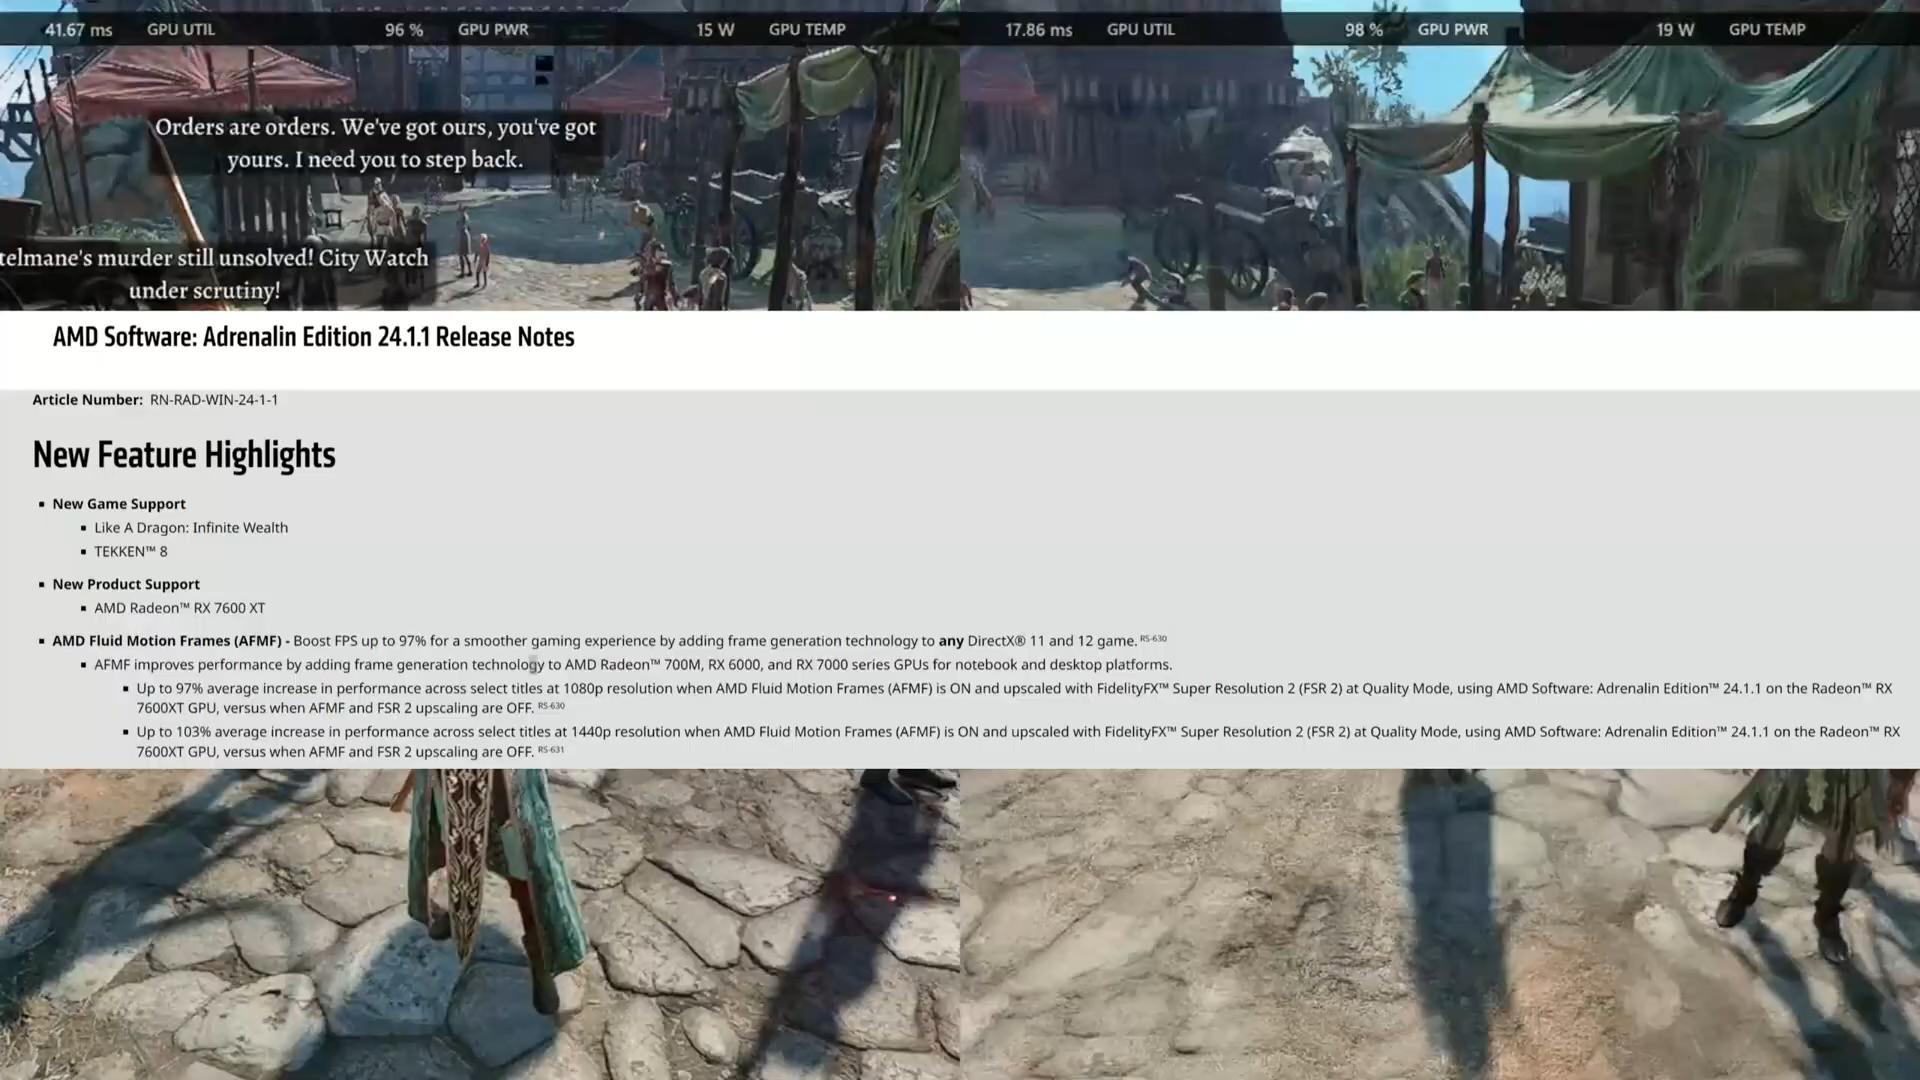 41.67 ms GPU UTIL 96 % GPU PWR 15 W GPU TEMP 17.86 ms GPU UTIL 98 % GPU PWR 19 W GPU TEMP
Orders are orders. We've got ours, you've got
yours. I need you to step back.
telmane's murder still unsolved! City Watch
under scrutiny!
AMD Software: Adrenalin Edition 24.1.1 Release Notes
Article Number: RN-RAD-WIN-24-1-1
New Feature Highlights
▪ New Game Support
▪ Like A Dragon: Infinite Wealth
▪ TEKKEN™ 8
▪ New Product Support
▪ AMD Radeon™ RX 7600 XT
▪ AMD Fluid Motion Frames (AFMF) - Boost FPS up to 97% for a smoother gaming experience by adding frame generation technology to any DirectX® 11 and 12 game. RS-630
▪ AFMF improves performance by adding frame generation technology to AMD Radeon™ 700M, RX 6000, and RX 7000 series GPUs for notebook and desktop platforms.
▪ Up to 97% average increase in performance across select titles at 1080p resolution when AMD Fluid Motion Frames (AFMF) is ON and upscaled with FidelityFX™ Super Resolution 2 (FSR 2) at Quality Mode, using AMD Software: Adrenalin Edition™ 24.1.1 on the Radeon™ RX
7600XT GPU, versus when AFMF and FSR 2 upscaling are OFF. RS-630
▪ Up to 103% average increase in performance across select titles at 1440p resolution when AMD Fluid Motion Frames (AFMF) is ON and upscaled with FidelityFX™ Super Resolution 2 (FSR 2) at Quality Mode, using AMD Software: Adrenalin Edition™ 24.1.1 on the Radeon™ RX
7600XT GPU, versus when AFMF and FSR 2 upscaling are OFF. RS-631